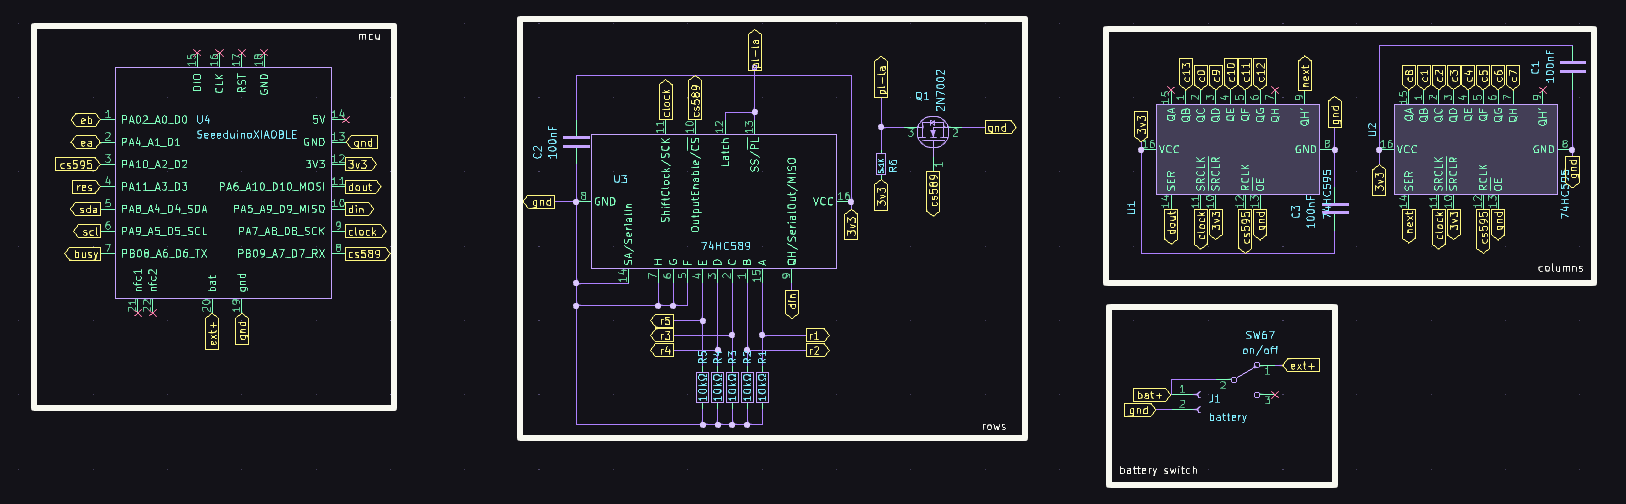 mcu
15 16 17 18
DIO CLK RST GND
eb 1 PA02_A0_D0 U4 5V 14
SeeeduinoXIAOBLE
ea 2 PA4_A1_D1 GND 13 gnd
cs595 3 PA10_A2_D2 3V3 12 3v3
res 4 PA11_A3_D3 PA6_A10_D10_MOSI 11 dout
sda 5 PA8_A4_D4_SDA PA5_A9_D9_MISO 10 din
scl 6 PA9_A5_D5_SCL PA7_A8_D8_SCK 9 clock
busy 7 PB08_A6_D6_TX PB09_A7_D7_RX 8 cs589
nfc1 nfc2 bat gnd
21 22 20 19
ext+ gnd
pl-la
clock cs589
11 10 12 13
C2 100nF
ShiftClock/SCK OutputEnable/CS Latch SS/PL
U3
gnd 8 GND VCC 16 3v3
74HC589
SA/SerialIn H G F E D C B A QH/SerialOut/MISO
14 7 6 5 4 3 2 1 15 9
din
r5
r3 r1
r4 r2
R5 R4 R3 R2 R1
10kΩ 10kΩ 10kΩ 10kΩ 10kΩ
pl-la
Q1 2N7002
3 2 gnd
1
R6
3v3 cs589
rows
c13 c0 c9 c10 c11 c12 next
15 1 2 3 4 5 6 7 9
QA QB QC QD QE QF QG QH QH'
3v3 16 VCC GND 8 gnd
SER SRCLK SRCLR RCLK OE
14 11 10 12 13
U1 74HC595
dout clock 3v3 cs595 gnd
C3 100nF
C1 100nF
c8 c1 c2 c3 c4 c5 c6 c7
15 1 2 3 4 5 6 7 9
QA QB QC QD QE QF QG QH QH'
U2
16 VCC GND 8
3v3 gnd
SER SRCLK SRCLR RCLK OE
14 11 10 12 13
74HC595
next clock 3v3 cs595 gnd
columns
SW67
on/off
1 ext+
2
bat+ 1 J1 3
gnd 2 battery
battery switch